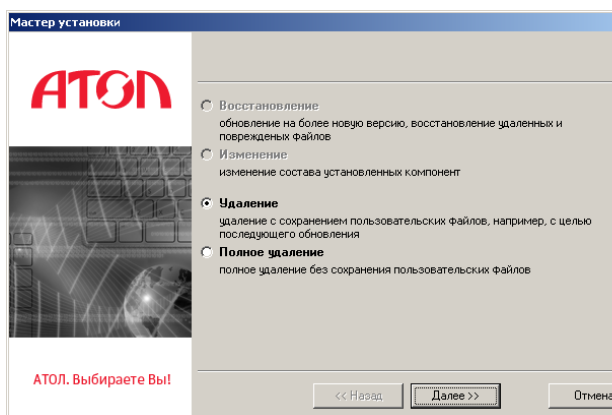 Мастер установки
АТОЛ
Восстановление
обновление на более новую версию, восстановление удаленных и
поврежденых файлов
Изменение
изменение состава установленных компонент
Удаление
удаление с сохранением пользовательских файлов, например, с целью
последующего обновления
Полное удаление
полное удаление без сохранения пользовательских файлов
АТОЛ. Выбираете Вы!
<< Назад
Далее >>
Отмена